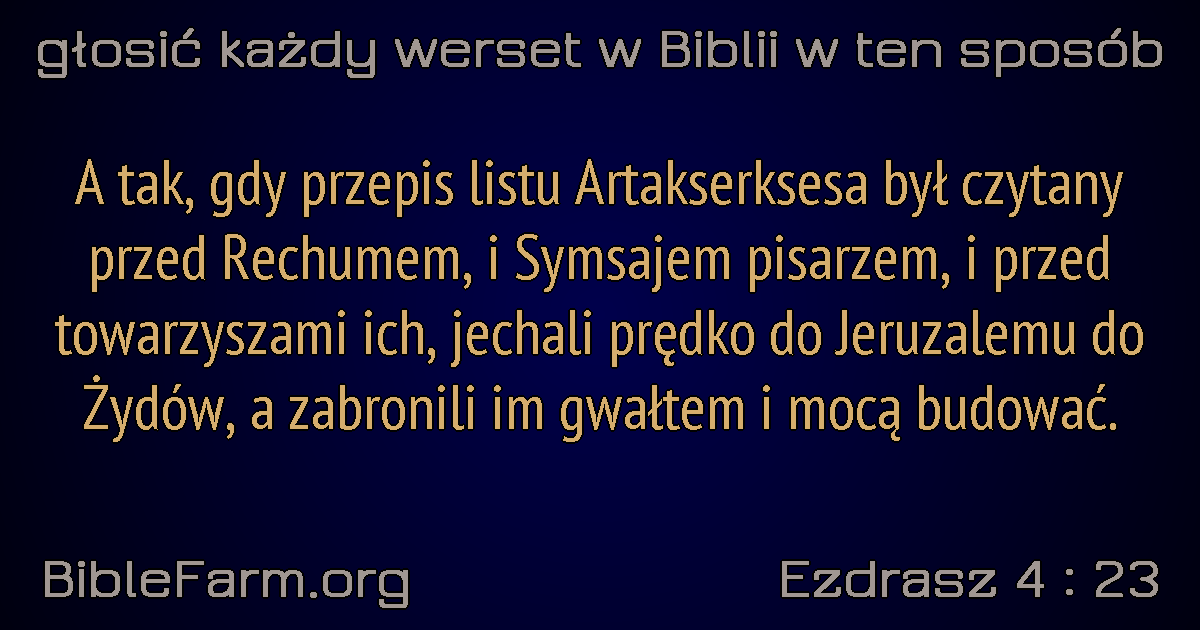 głosić każdy werset w Biblii w ten sposób
A tak, gdy przepis listu Artakserksesa był czytany
przed Rechumem, i Symsajem pisarzem, i przed
towarzyszami ich, jechali prędko do Jeruzalemu do
Żydów, a zabronili im gwałtem i mocą budować.
BibleFarm.org
Ezdrasz 4 : 23